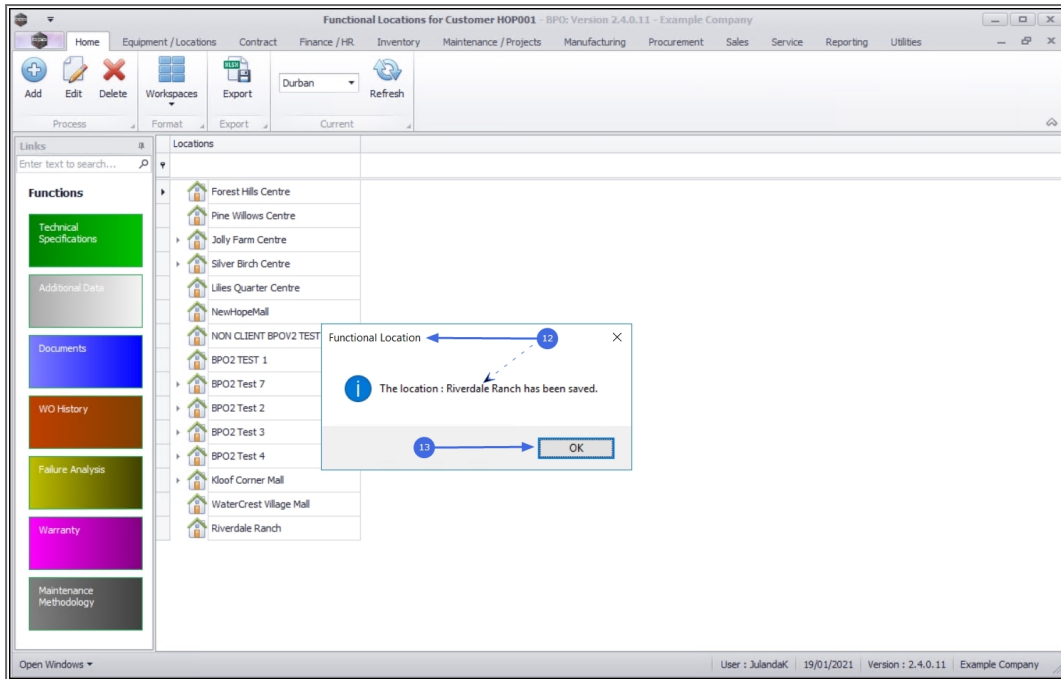 Functional Locations for Customer HOP001 - BPO: Version 2.4.0.11 - Example Company
Home Equipment / Locations Contract Finance / HR Inventory Maintenance / Projects Manufacturing Procurement Sales Service Reporting Utilities
Add Edit Delete Workspaces Export Durban Refresh
Process Format Export Current
Links
Enter text to search...
Functions
Technical
Specifications
Additional Data
Documents
WO History
Failure Analysis
Warranty
Maintenance
Methodology
Locations
Forest Hills Centre
Pine Willows Centre
Jolly Farm Centre
Silver Birch Centre
Lilies Quarter Centre
NewHopeMall
NON CLIENT BPOV2 TEST
BPO2 TEST 1
BPO2 Test 7
BPO2 Test 2
BPO2 Test 3
BPO2 Test 4
Kloof Corner Mall
WaterCrest Village Mall
Riverdale Ranch
Functional Location 12
The location : Riverdale Ranch has been saved.
13 OK
Open Windows User : JulandaK 19/01/2021 Version : 2.4.0.11 Example Company